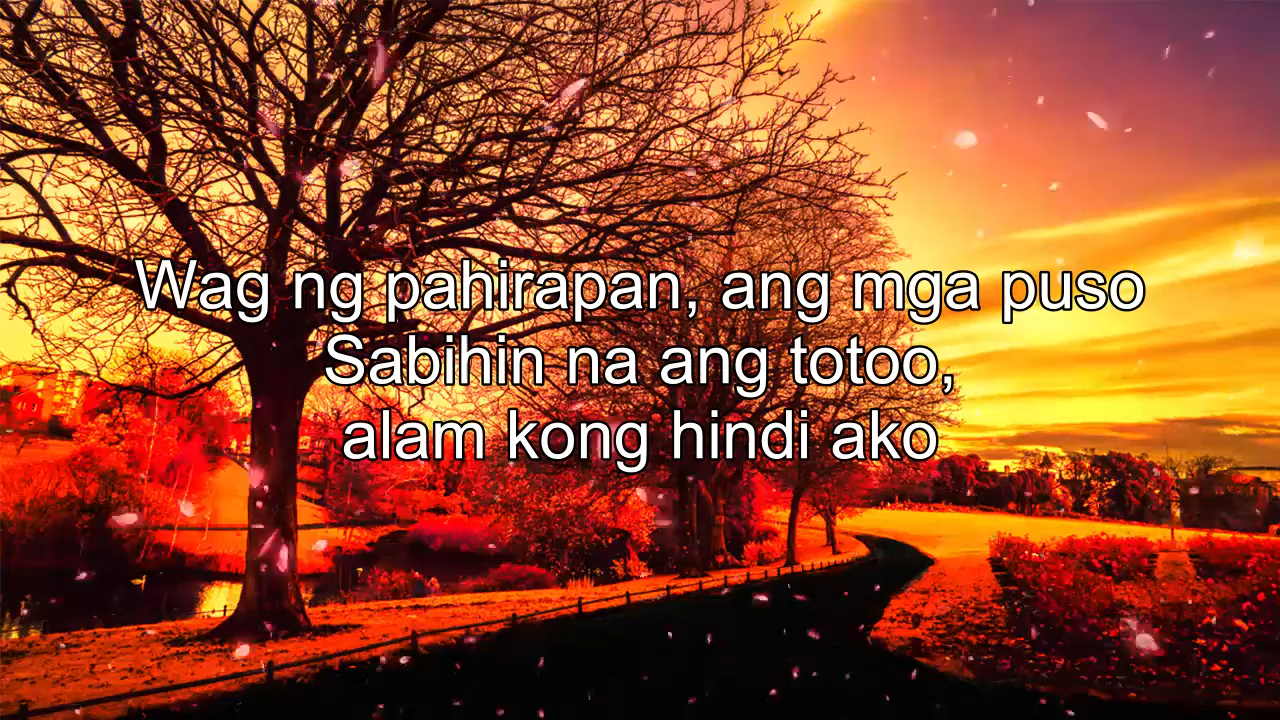 Wag ng pahirapan, ang mga puso
Sabihin na ang totoo,
alam kong hindi ako